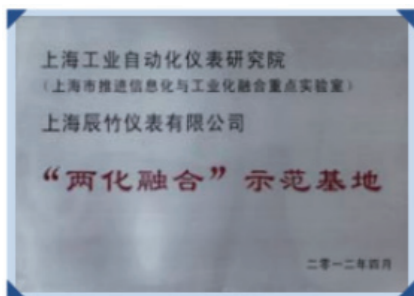 上海工业自动化仪表研究院
(上海市推进信息化与工业化融合重点实验室)
上海辰竹仪表有限公司
“两化融合”示范基地
二零一二年四月